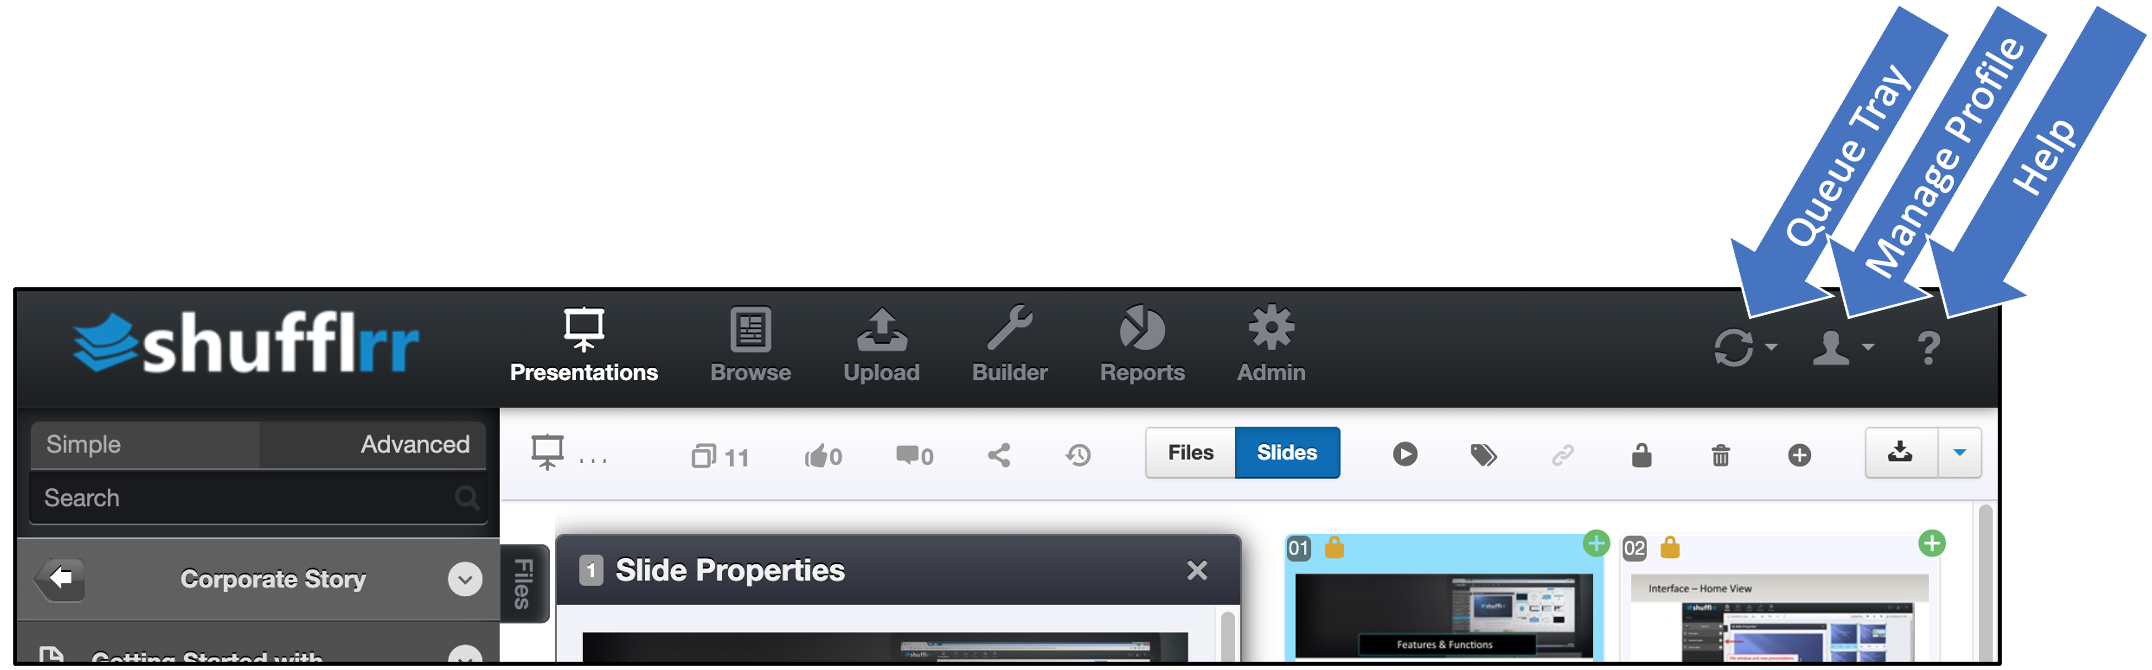 Queue Tray
Manage Profile
Help
shufflrr
Presentations
Browse
Upload
Builder
Reports
Admin
?
Simple
Advanced
Search
...
11
0
0
Files
Slides
Corporate Story
Files
1 Slide Properties
01
02
Interface – Home View
shufflrr
Features & Functions
Getting Started with